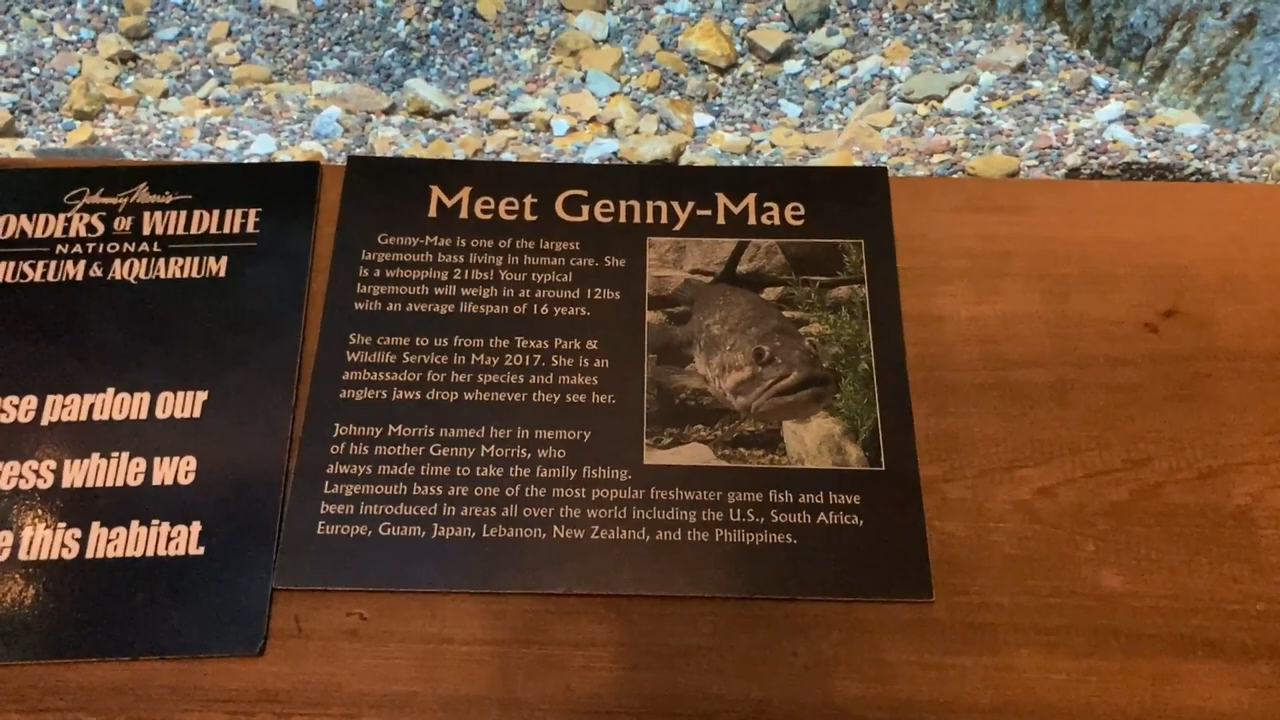 Johnny Morris
ONDERS OF WILDLIFE
NATIONAL
MUSEUM & AQUARIUM
se pardon our
ess while we
e this habitat.
Meet Genny-Mae
Genny-Mae is one of the largest
largemouth bass living in human care. She
is a whopping 21lbs! Your typical
largemouth will weigh in at around 12lbs
with an average lifespan of 16 years.
She came to us from the Texas Park &
Wildlife Service in May 2017. She is an
ambassador for her species and makes
anglers jaws drop whenever they see her.
Johnny Morris named her in memory
of his mother Genny Morris, who
always made time to take the family fishing.
Largemouth bass are one of the most popular freshwater game fish and have
been introduced in areas all over the world including the U.S., South Africa,
Europe, Guam, Japan, Lebanon, New Zealand, and the Philippines.